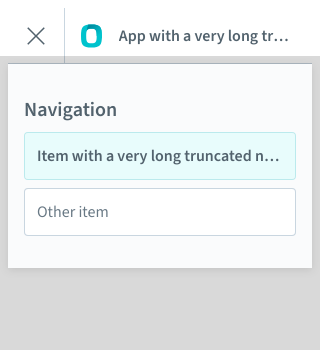 App with a very long tr...
Navigation
Item with a very long truncated n...
Other item